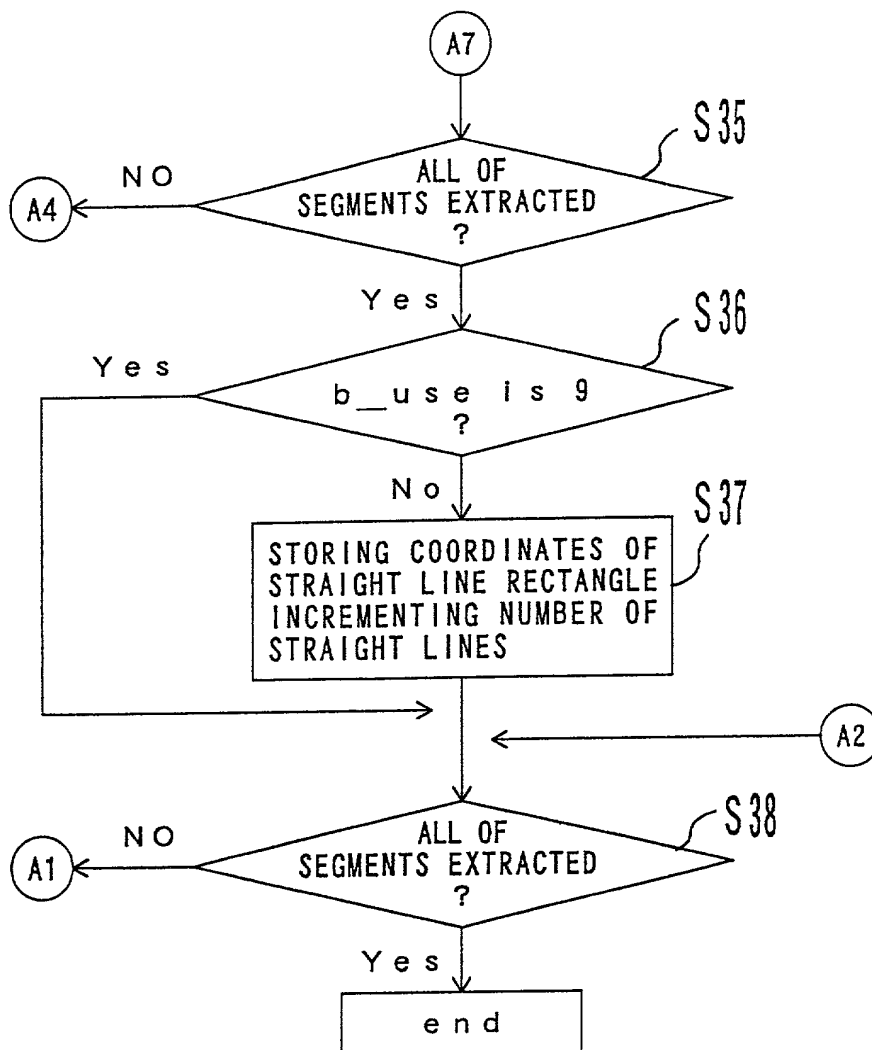 A7
S35
NO
ALL OF
A4
SEGMENTS EXTRACTED
?
Yes
S36
Yes
b_use is 9
?
No
S37
STORING COORDINATES OF
STRAIGHT LINE RECTANGLE
INCREMENTING NUMBER OF
STRAIGHT LINES
A2
S38
NO
ALL OF
A1
SEGMENTS EXTRACTED
?
Yes
end